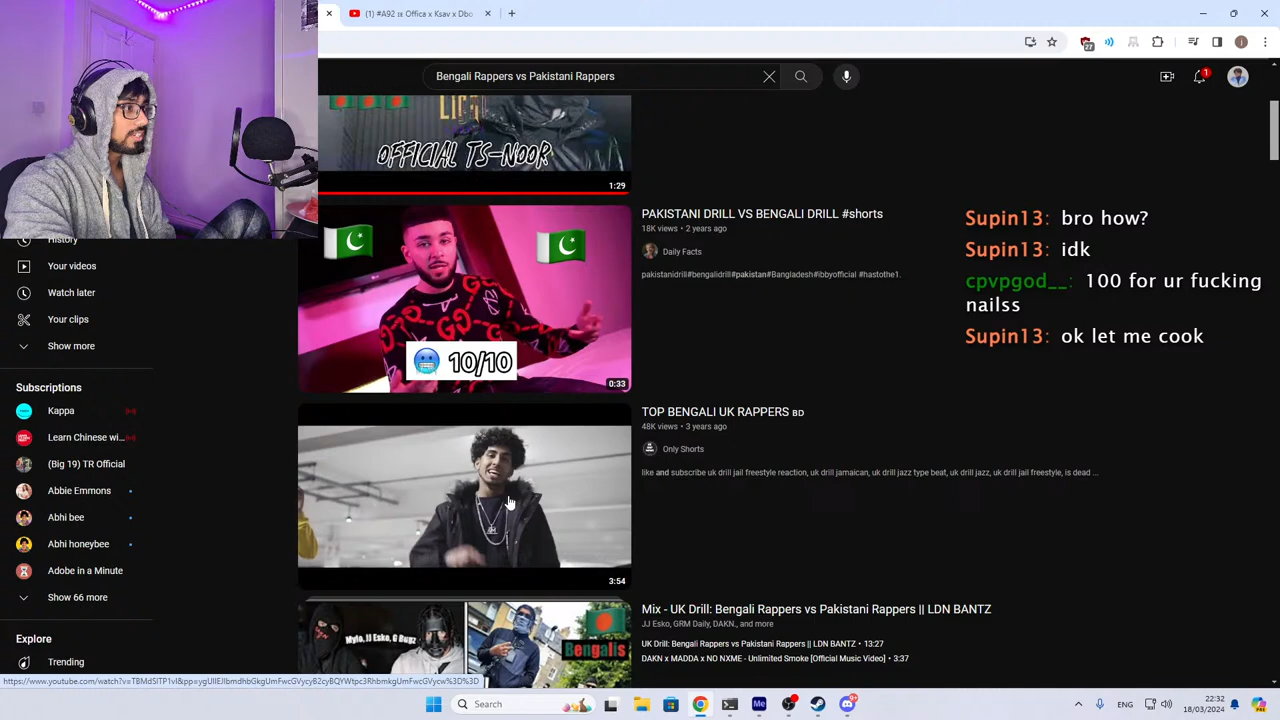 (1) #A92 🇮🇪 Offica x Ksav x Dbo
27
Bengali Rappers vs Pakistani Rappers
1
OFFICIAL TS-NOOR
1:29
PAKISTANI DRILL VS BENGALI DRILL #shorts
18K views • 2 years ago
Daily Facts
pakistanidrill#bengalidrill#pakistan#Bangladesh#ibbyofficial #hastothe1.
10/10
0:33
TOP BENGALI UK RAPPERS BD
48K views • 3 years ago
Only Shorts
like and subscribe uk drill jail freestyle reaction, uk drill jamaican, uk drill jazz type beat, uk drill jazz, uk drill jail freestyle, is dead ...
3:54
Mix - UK Drill: Bengali Rappers vs Pakistani Rappers || LDN BANTZ
JJ Esko, GRM Daily, DAKN., and more
UK Drill: Bengali Rappers vs Pakistani Rappers || LDN BANTZ • 13:27
DAKN x MADDA x NO NXME - Unlimited Smoke [Official Music Video] • 3:37
Mylo, JJ Esko, G Bugz
Bengalis
Supin13: bro how?
Supin13: idk
cpvpgod__: 100 for ur fucking
nailss
Supin13: ok let me cook
History
Your videos
Watch later
Your clips
Show more
Subscriptions
Kappa
Learn Chinese wi...
(Big 19) TR Official
Abbie Emmons
Abhi bee
Abhi honeybee
Adobe in a Minute
Show 66 more
Explore
Trending
Search
ENG
22:32
18/03/2024